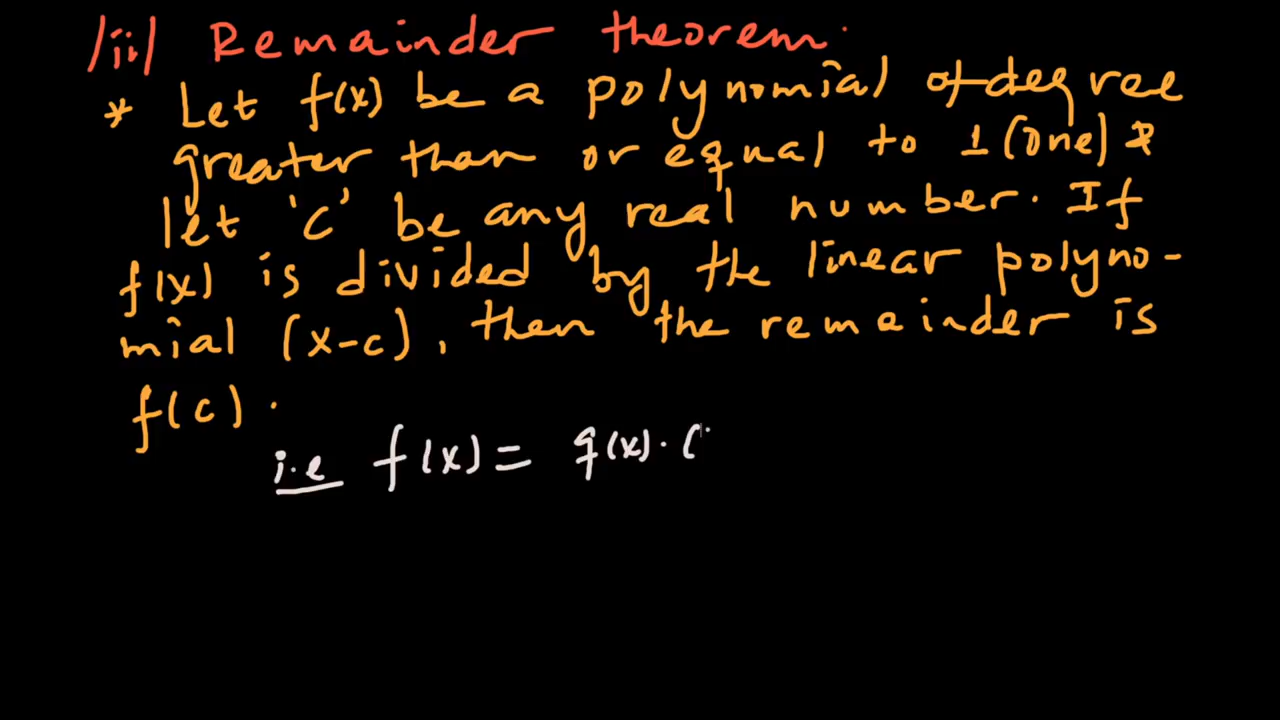 (ii) Remainder theorem.
* Let f(x) be a polynomial of degree
greater than or equal to 1 (one) &
let 'c' be any real number. If
f(x) is divided by the linear polyno-
mial (x-c), then the remainder is
f(c).
i.e f(x) = q(x). (